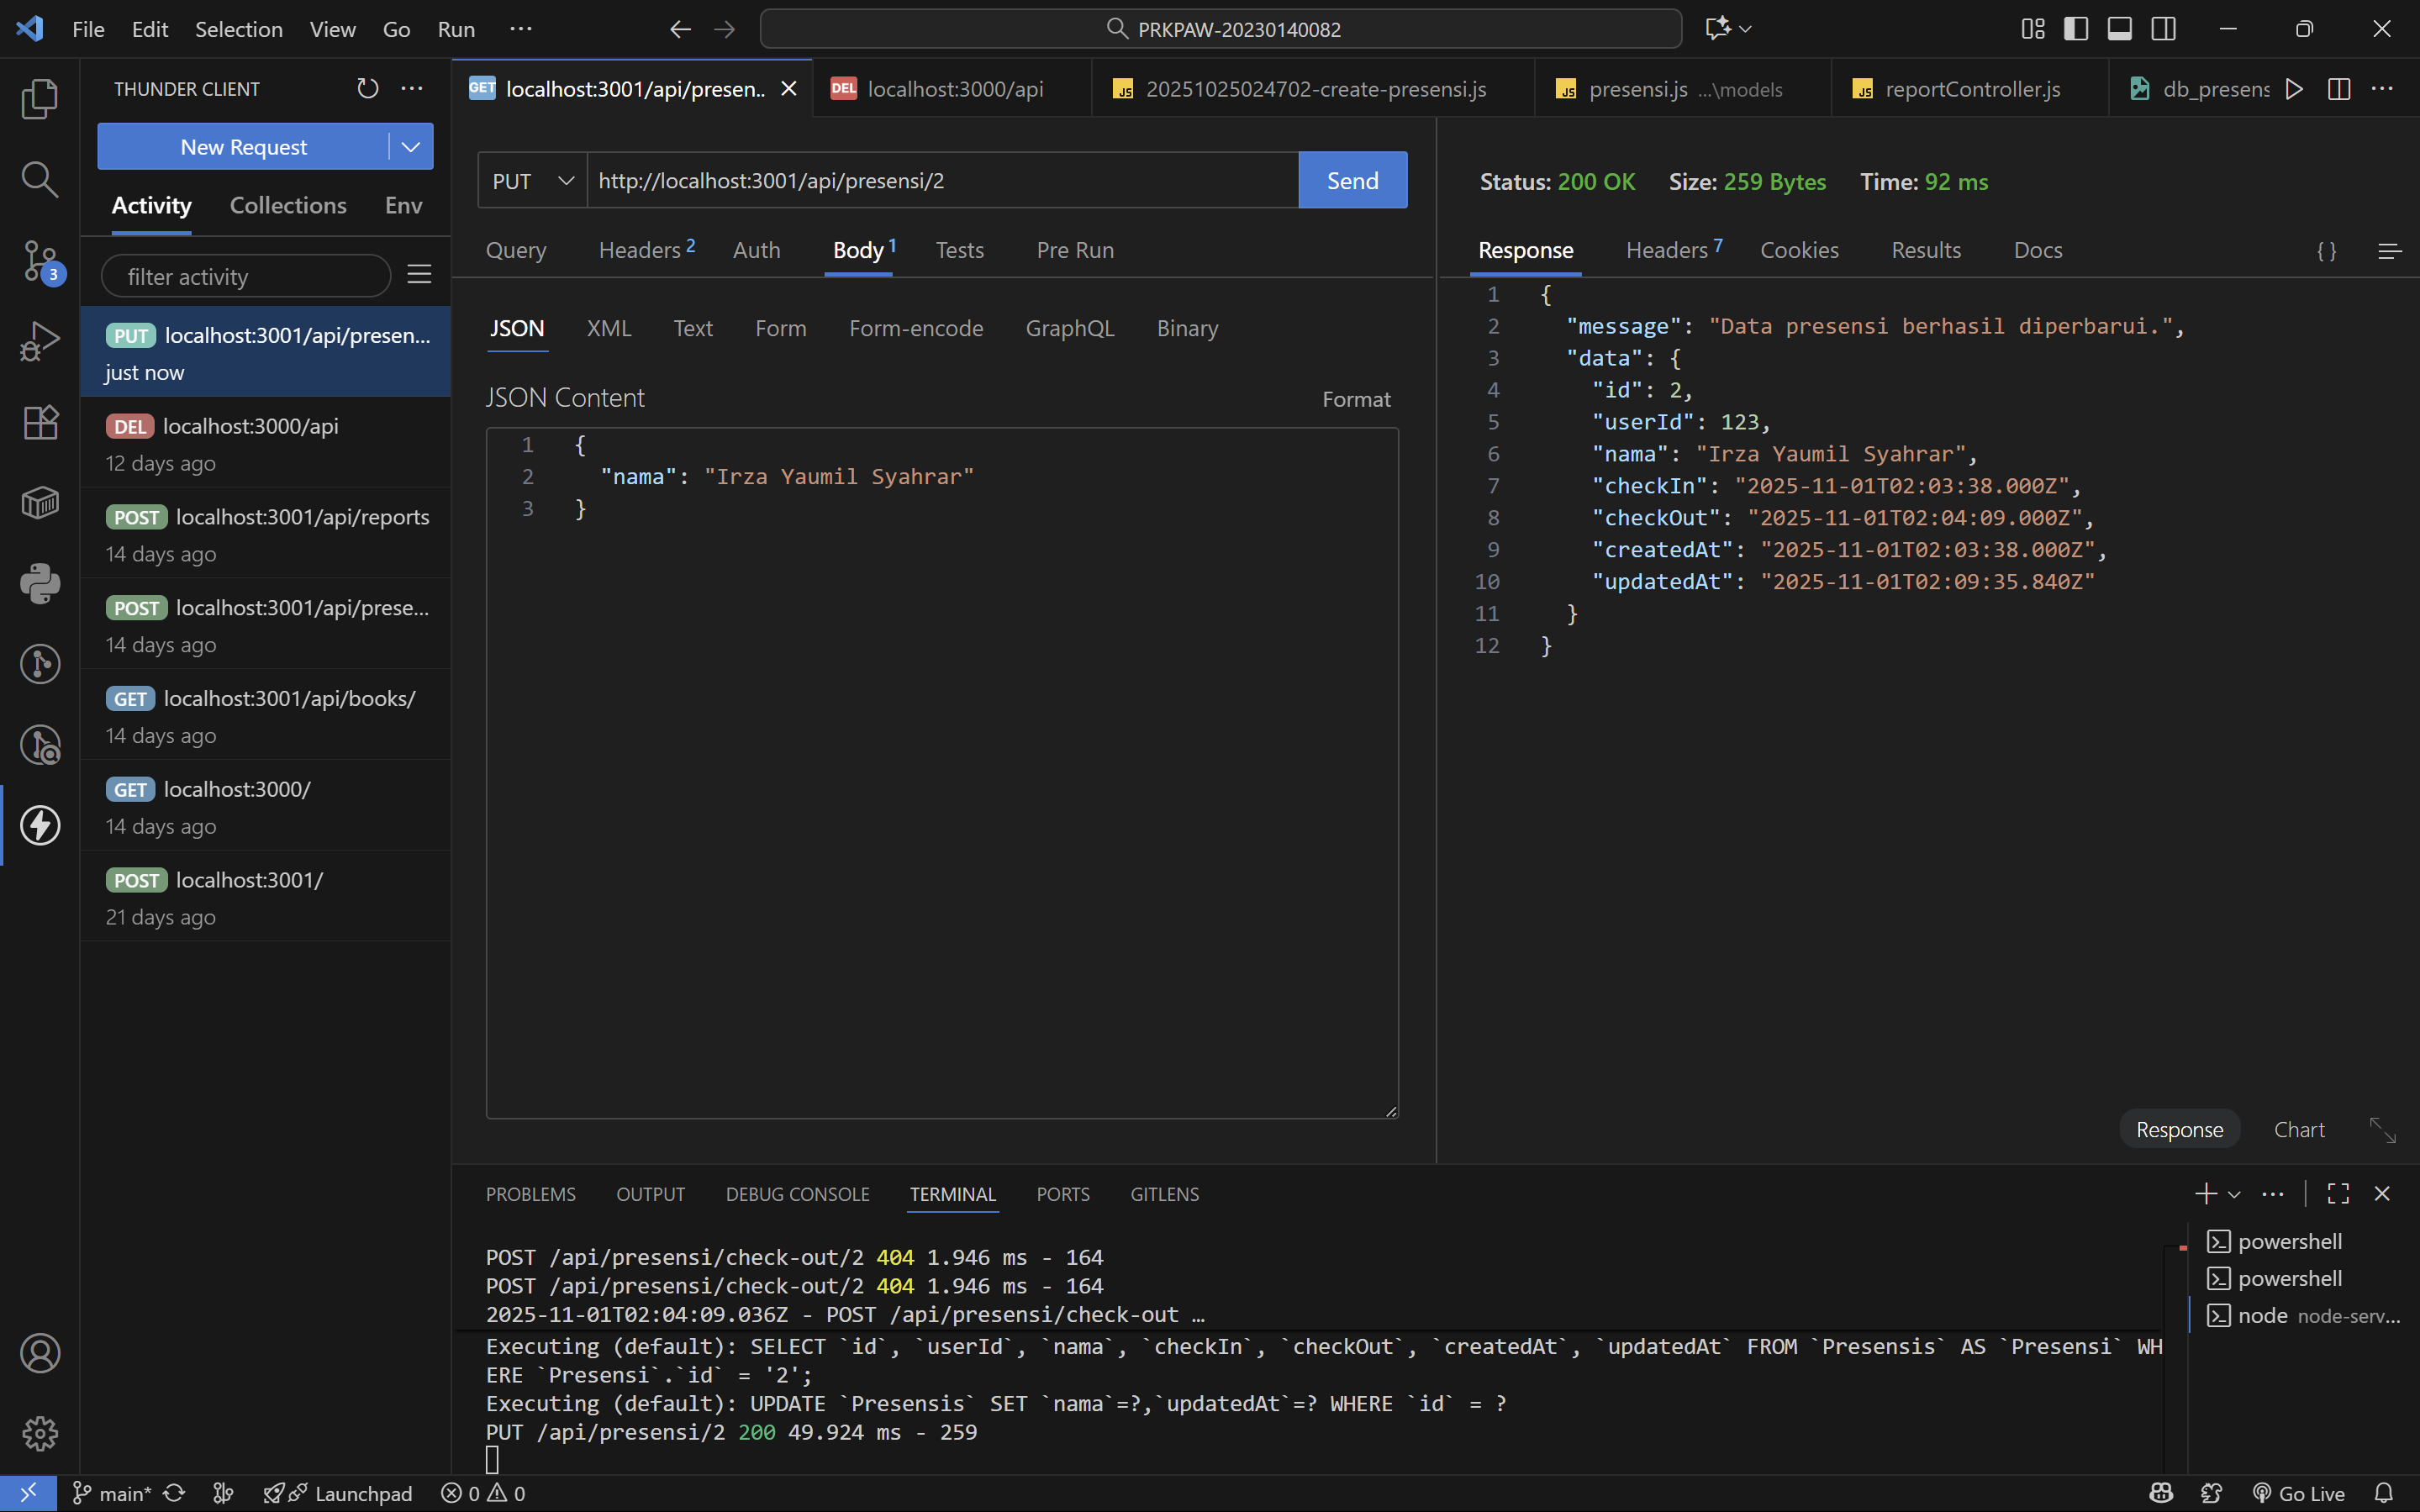 File Edit Selection View Go Run ···
PRKPAW-20230140082
THUNDER CLIENT
New Request
Activity Collections Env
filter activity
PUT localhost:3001/api/presen...
just now
DEL localhost:3000/api
12 days ago
POST localhost:3001/api/reports
14 days ago
POST localhost:3001/api/prese...
14 days ago
GET localhost:3001/api/books/
14 days ago
GET localhost:3000/
14 days ago
POST localhost:3001/
21 days ago
3
GET localhost:3001/api/presen..
DEL localhost:3000/api
JS 20251025024702-create-presensi.js
JS presensi.js ...\models
JS reportController.js
db_presens
PUT http://localhost:3001/api/presensi/2 Send
Query Headers 2 Auth Body 1 Tests Pre Run
JSON XML Text Form Form-encode GraphQL Binary
JSON Content Format
1 {
2 "nama": "Irza Yaumil Syahrar"
3 }
Status: 200 OK Size: 259 Bytes Time: 92 ms
Response Headers 7 Cookies Results Docs { }
1 {
2 "message": "Data presensi berhasil diperbarui.",
3 "data": {
4 "id": 2,
5 "userId": 123,
6 "nama": "Irza Yaumil Syahrar",
7 "checkIn": "2025-11-01T02:03:38.000Z",
8 "checkOut": "2025-11-01T02:04:09.000Z",
9 "createdAt": "2025-11-01T02:03:38.000Z",
10 "updatedAt": "2025-11-01T02:09:35.840Z"
11 }
12 }
Response Chart
PROBLEMS OUTPUT DEBUG CONSOLE TERMINAL PORTS GITLENS
POST /api/presensi/check-out/2 404 1.946 ms - 164
POST /api/presensi/check-out/2 404 1.946 ms - 164
2025-11-01T02:04:09.036Z - POST /api/presensi/check-out …
Executing (default): SELECT `id`, `userId`, `nama`, `checkIn`, `checkOut`, `createdAt`, `updatedAt` FROM `Presensis` AS `Presensi` WH
ERE `Presensi`.`id` = '2';
Executing (default): UPDATE `Presensis` SET `nama`=?,`updatedAt`=? WHERE `id` = ?
PUT /api/presensi/2 200 49.924 ms - 259
powershell
powershell
node node-serv...
main* Launchpad 0 0 Go Live